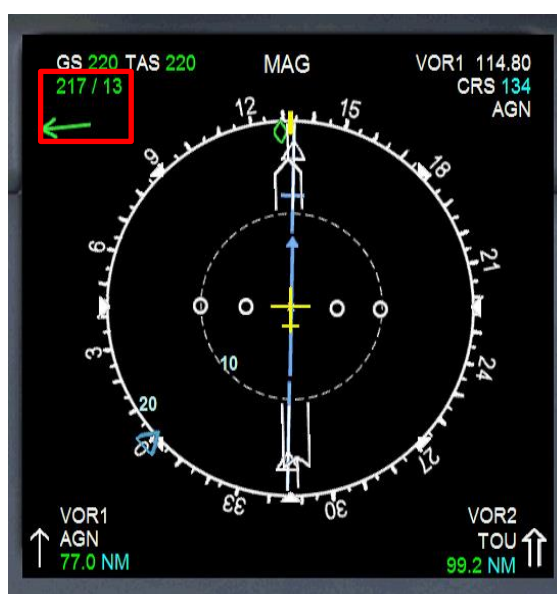 GS 220 TAS 220
217 / 13
MAG
VOR1 114.80
CRS 134
AGN
12
15
9
18
6
21
3
24
0
27
33
30
10
20
VOR1
AGN
77.0 NM
VOR2
TOU
99.2 NM